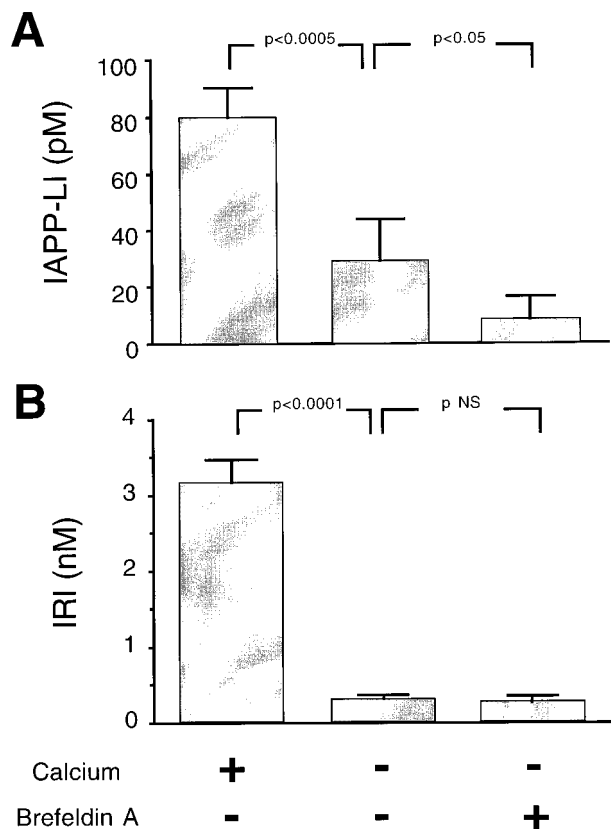 A
p<0.0005
p<0.05
IAPP-LI (pM)
100
80
60
40
20
0
B
p<0.0001
p NS
IRI (nM)
4
3
2
1
0
Calcium + - -
Brefeldin A - - +